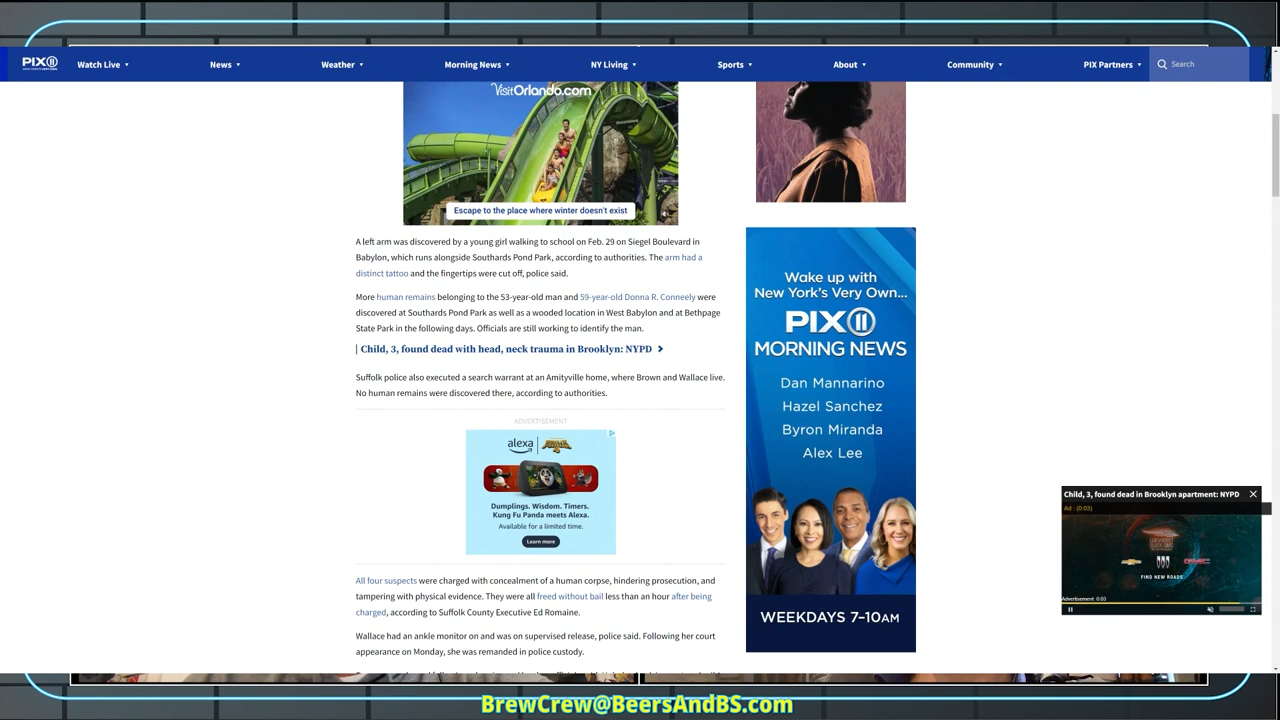 PIX11
Watch Live
News
Weather
Morning News
NY Living
Sports
About
Community
PIX Partners
Search
VisitOrlando.com
Escape to the place where winter doesn't exist
A left arm was discovered by a young girl walking to school on Feb. 29 on Siegel Boulevard in
Babylon, which runs alongside Southards Pond Park, according to authorities. The arm had a
distinct tattoo and the fingertips were cut off, police said.
More human remains belonging to the 53-year-old man and 59-year-old Donna R. Conneely were
discovered at Southards Pond Park as well as a wooded location in West Babylon and at Bethpage
State Park in the following days. Officials are still working to identify the man.
Child, 3, found dead with head, neck trauma in Brooklyn: NYPD
Suffolk police also executed a search warrant at an Amityville home, where Brown and Wallace live.
No human remains were discovered there, according to authorities.
ADVERTISEMENT
alexa
Dumplings. Wisdom. Timers.
Kung Fu Panda meets Alexa.
Available for a limited time.
Learn more
All four suspects were charged with concealment of a human corpse, hindering prosecution, and
tampering with physical evidence. They were all freed without bail less than an hour after being
charged, according to Suffolk County Executive Ed Romaine.
Wallace had an ankle monitor on and was on supervised release, police said. Following her court
appearance on Monday, she was remanded in police custody.
Wake up with
New York's Very Own...
PIX11
MORNING NEWS
Dan Mannarino
Hazel Sanchez
Byron Miranda
Alex Lee
WEEKDAYS 7-10AM
Child, 3, found dead in Brooklyn apartment: NYPD
Ad : (0:03)
FIND NEW ROADS
Advertisement: 0:03
BrewCrew@BeersAndBS.com